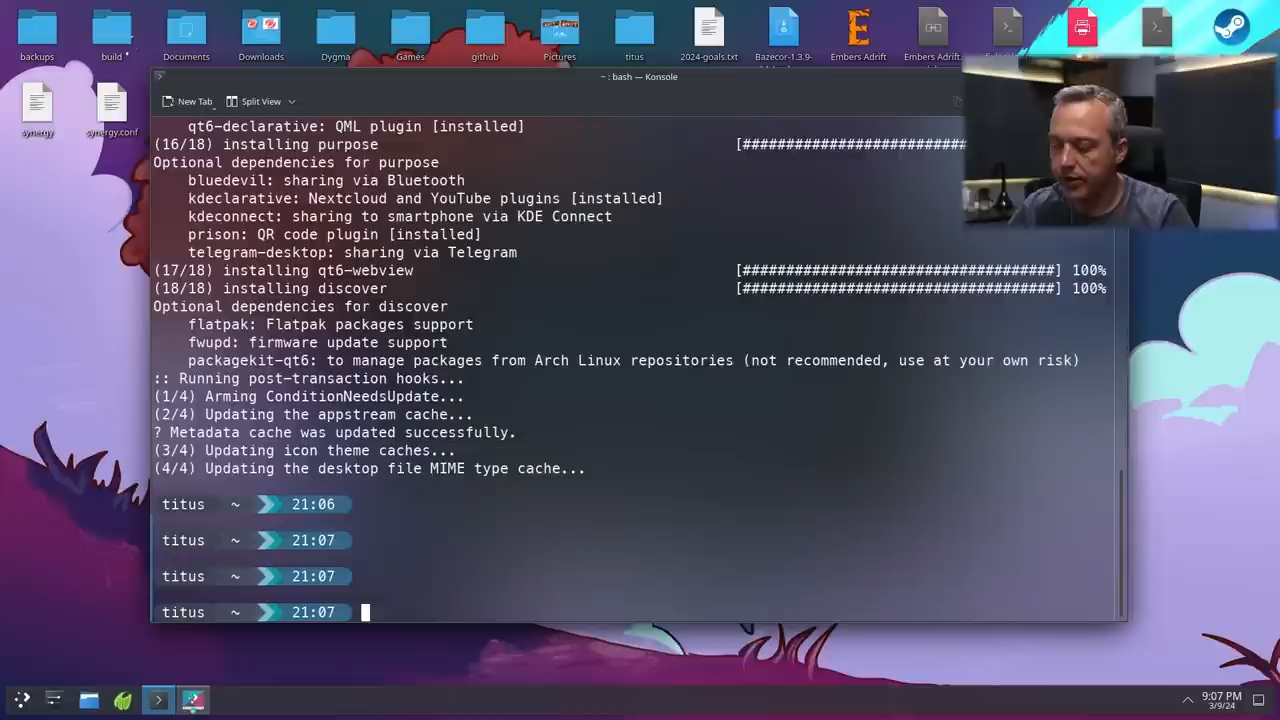 backups
build
Documents
Downloads
Dygma
Games
github
Pictures
titus
2024-goals.txt
Bazecor-1.3.9-
Embers Adrift
Embers Adrift
synergy
synergy.conf
~ : bash — Konsole
New Tab
Split View
qt6-declarative: QML plugin [installed]
(16/18) installing purpose [##########################
Optional dependencies for purpose
bluedevil: sharing via Bluetooth
kdeclarative: Nextcloud and YouTube plugins [installed]
kdeconnect: sharing to smartphone via KDE Connect
prison: QR code plugin [installed]
telegram-desktop: sharing via Telegram
(17/18) installing qt6-webview [####################################] 100%
(18/18) installing discover [####################################] 100%
Optional dependencies for discover
flatpak: Flatpak packages support
fwupd: firmware update support
packagekit-qt6: to manage packages from Arch Linux repositories (not recommended, use at your own risk)
:: Running post-transaction hooks...
(1/4) Arming ConditionNeedsUpdate...
(2/4) Updating the appstream cache...
? Metadata cache was updated successfully.
(3/4) Updating icon theme caches...
(4/4) Updating the desktop file MIME type cache...
titus ~ 21:06
titus ~ 21:07
titus ~ 21:07
titus ~ 21:07
9:07 PM
3/9/24